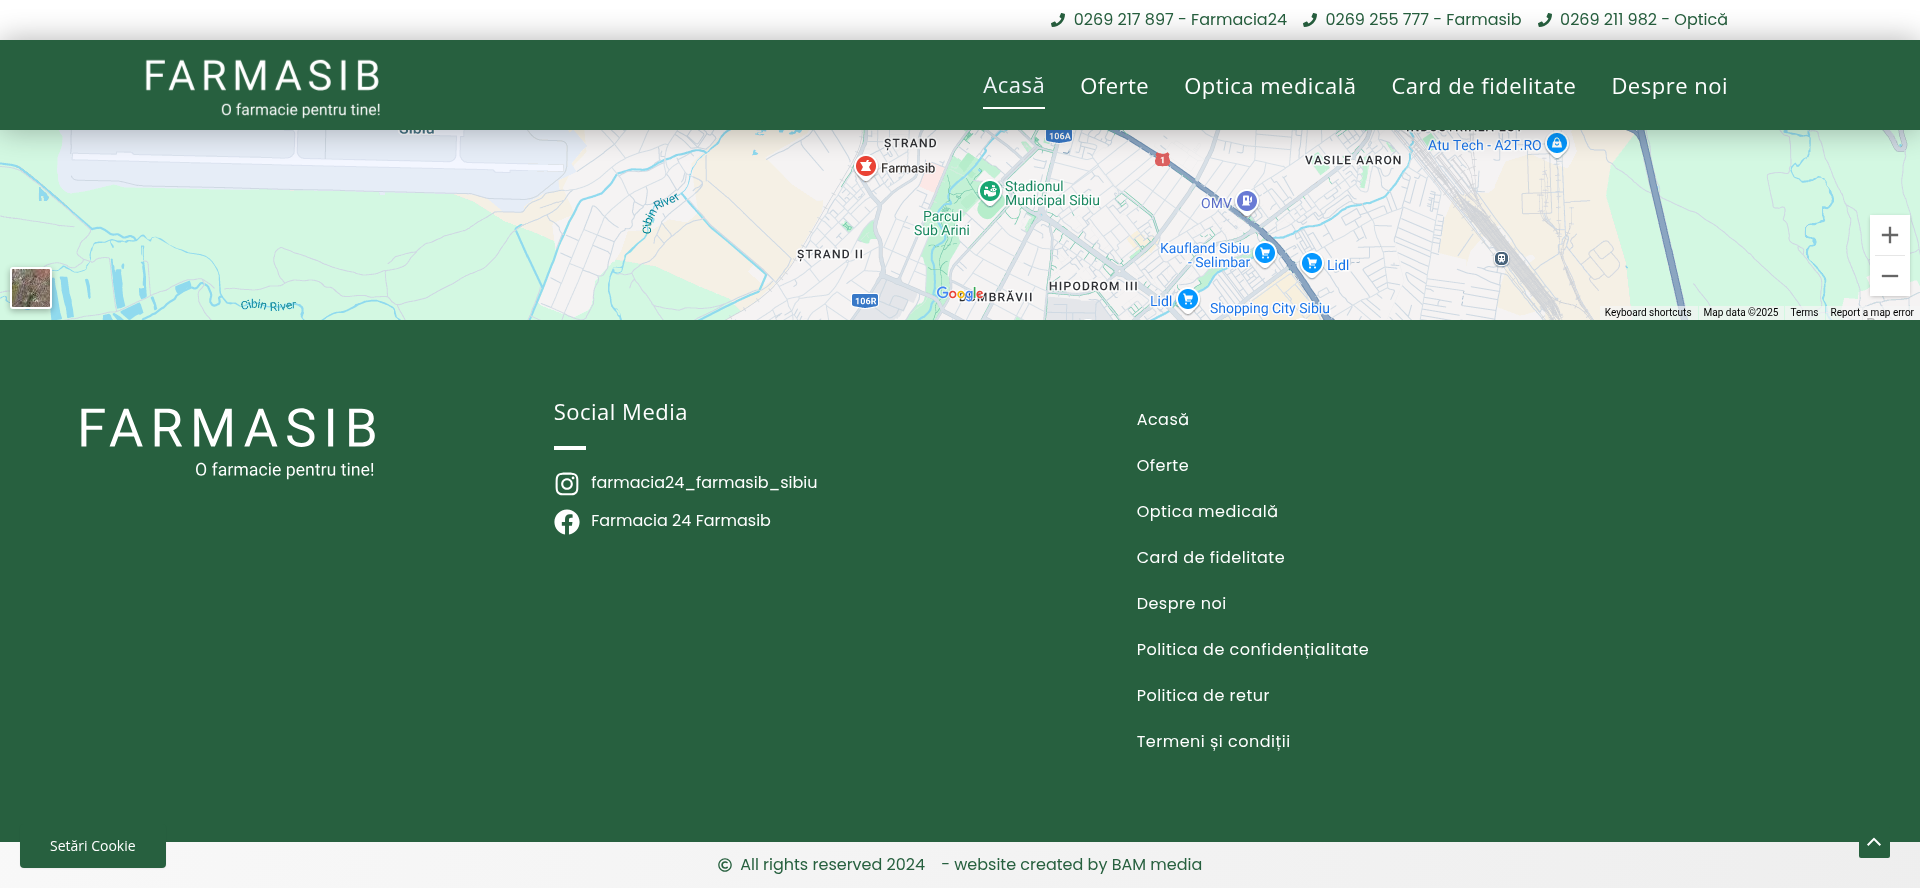 0269 217 897 - Farmacia24
0269 255 777 - Farmasib
0269 211 982 - Optică
FARMASIB
O farmacie pentru tine!
Acasă
Oferte
Optica medicală
Card de fidelitate
Despre noi
Sibiu
106A
ȘTRAND
Farmasib
Stadionul
Municipal Sibiu
Parcul
Sub Arini
1
VASILE AARON
Atu Tech - A2T.RO
OMV
Cibin River
Kaufland Sibiu
- Selimbar
Lidl
ȘTRAND II
HIPODROM III
106R
Google
Lidl
Shopping City Sibiu
Cibin River
Keyboard shortcuts
Map data ©2025
Terms
Report a map error
FARMASIB
O farmacie pentru tine!
Social Media
farmacia24_farmasib_sibiu
Farmacia 24 Farmasib
Acasă
Oferte
Optica medicală
Card de fidelitate
Despre noi
Politica de confidențialitate
Politica de retur
Termeni și condiții
Setări Cookie
© All rights reserved 2024 - website created by BAM media